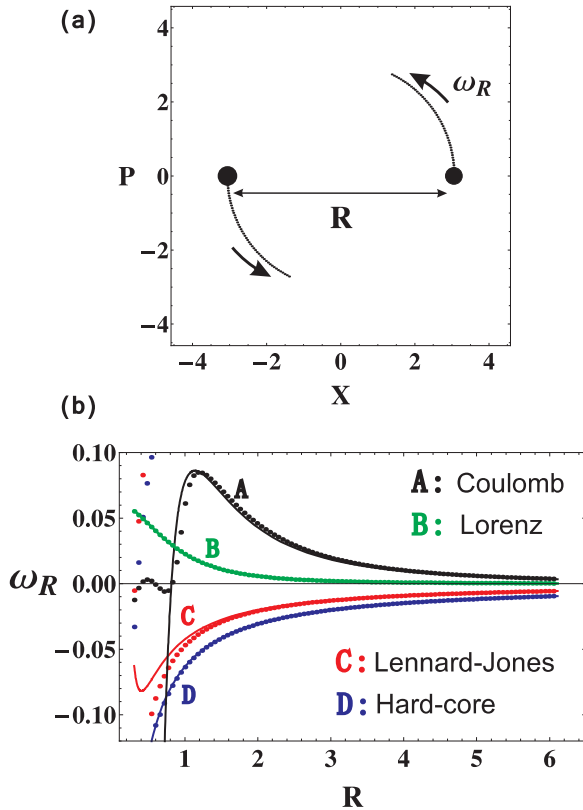 (a)
4
2
P 0
−2
−4
ω_R
R
−4 −2 0 2 4
X
(b)
0.10
0.05
ω_R 0.00
−0.05
−0.10
A
B
C
D
A: Coulomb
B: Lorenz
C: Lennard-Jones
D: Hard-core
1 2 3 4 5 6
R